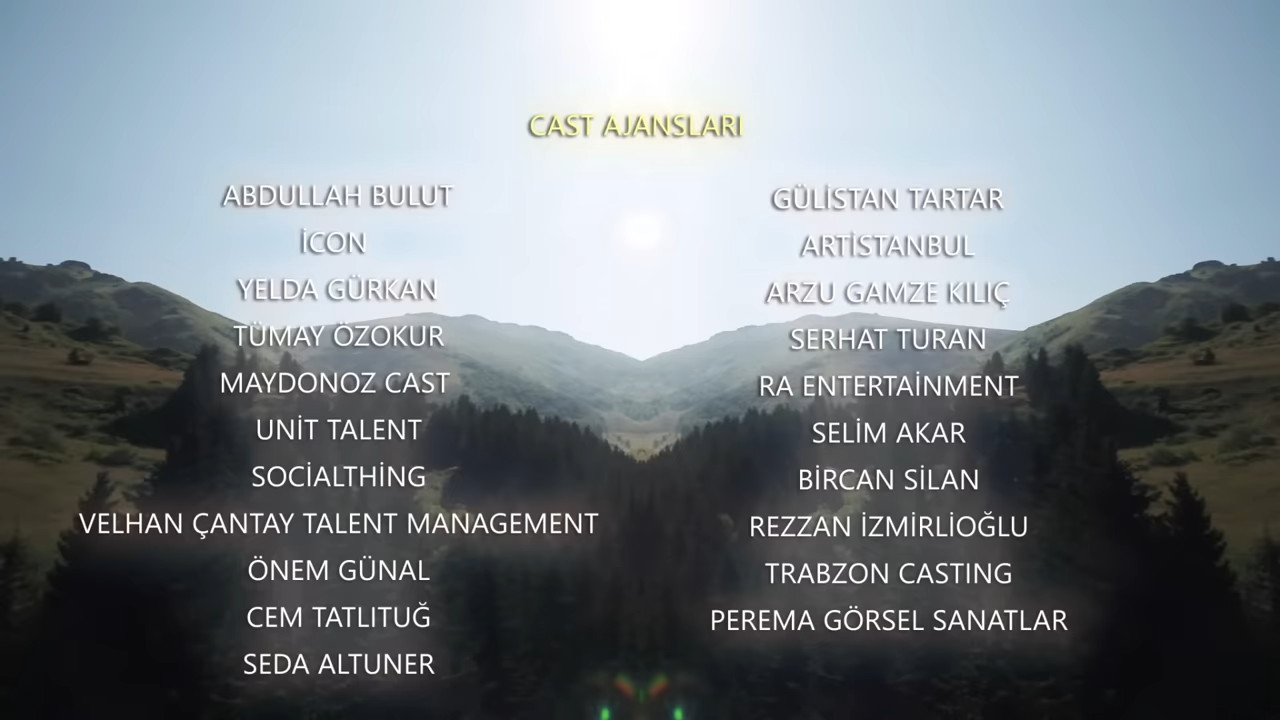 CAST AJANSLARI
ABDULLAH BULUT
İCON
YELDA GÜRKAN
TÜMAY ÖZOKUR
MAYDONOZ CAST
UNİT TALENT
SOCİALTHİNG
VELHAN ÇANTAY TALENT MANAGEMENT
ÖNEM GÜNAL
CEM TATLITUĞ
SEDA ALTUNER
GÜLİSTAN TARTAR
ARTİSTANBUL
ARZU GAMZE KILIÇ
SERHAT TURAN
RA ENTERTAİNMENT
SELİM AKAR
BİRCAN SİLAN
REZZAN İZMİRLİOĞLU
TRABZON CASTING
PEREMA GÖRSEL SANATLAR